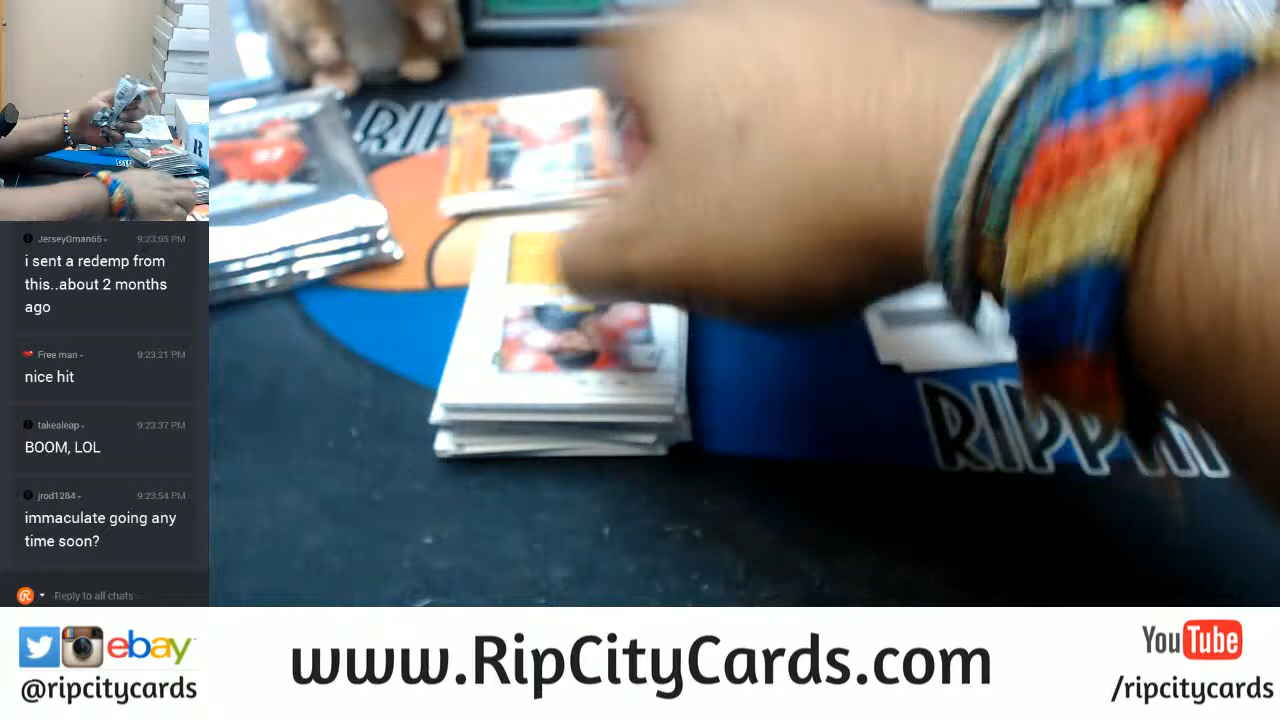 JerseyGman65
9:23:05 PM
i sent a redemp from
this..about 2 months
ago
Free man
9:23:21 PM
nice hit
takealeap
9:23:37 PM
BOOM, LOL
jrod1284
9:23:54 PM
immaculate going any
time soon?
Reply to all chats
RIPPIN
ebay
@ripcitycards
www.RipCityCards.com
YouTube
/ripcitycards